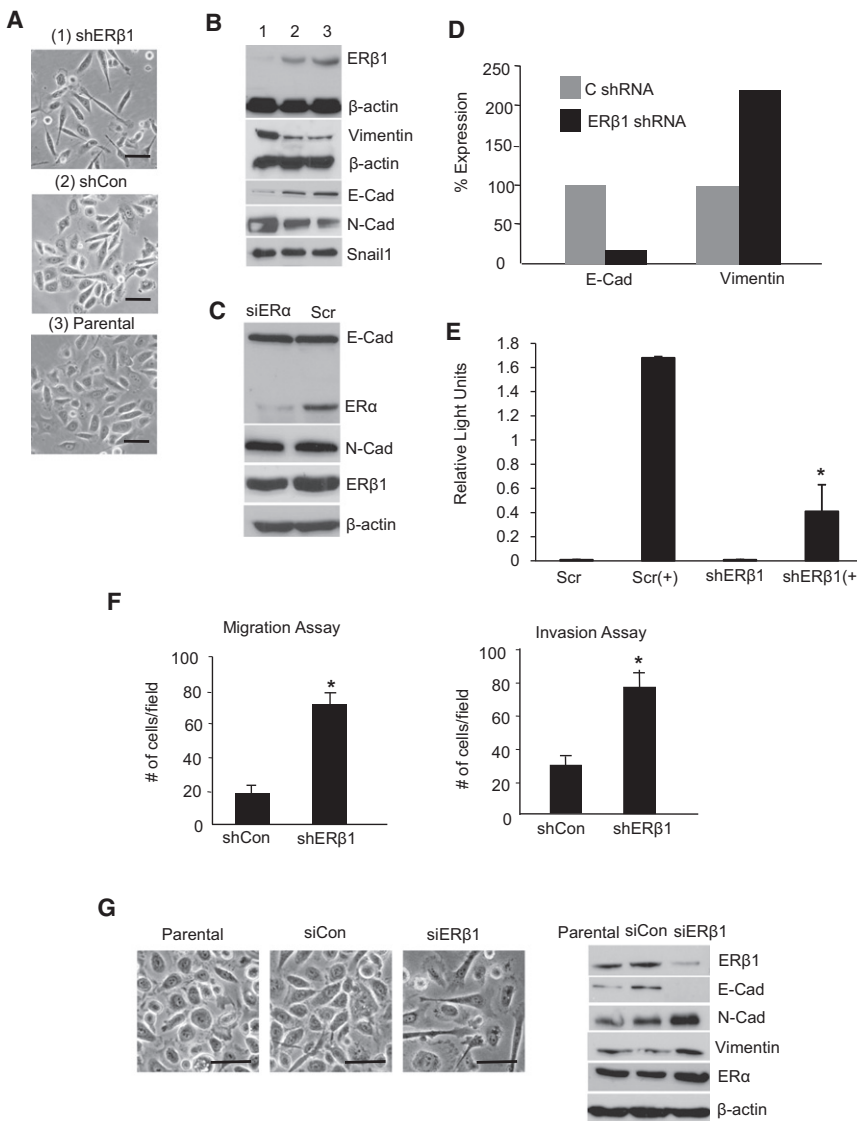 A
(1) shERβ1
(2) shCon
(3) Parental
B
1 2 3
ERβ1
β-actin
Vimentin
β-actin
E-Cad
N-Cad
Snail1
C
siERα Scr
E-Cad
ERα
N-Cad
ERβ1
β-actin
D
% Expression
250
200
150
100
50
0
C shRNA
ERβ1 shRNA
E-Cad Vimentin
E
Relative Light Units
1.8
1.6
1.4
1.2
1
0.8
0.6
0.4
0.2
0
*
Scr Scr(+) shERβ1 shERβ1(+
F
Migration Assay
# of cells/field
100
80
60
40
20
0
*
shCon shERβ1
Invasion Assay
# of cells/field
100
80
60
40
20
0
*
shCon shERβ1
G
Parental siCon siERβ1
Parental siCon siERβ1
ERβ1
E-Cad
N-Cad
Vimentin
ERα
β-actin